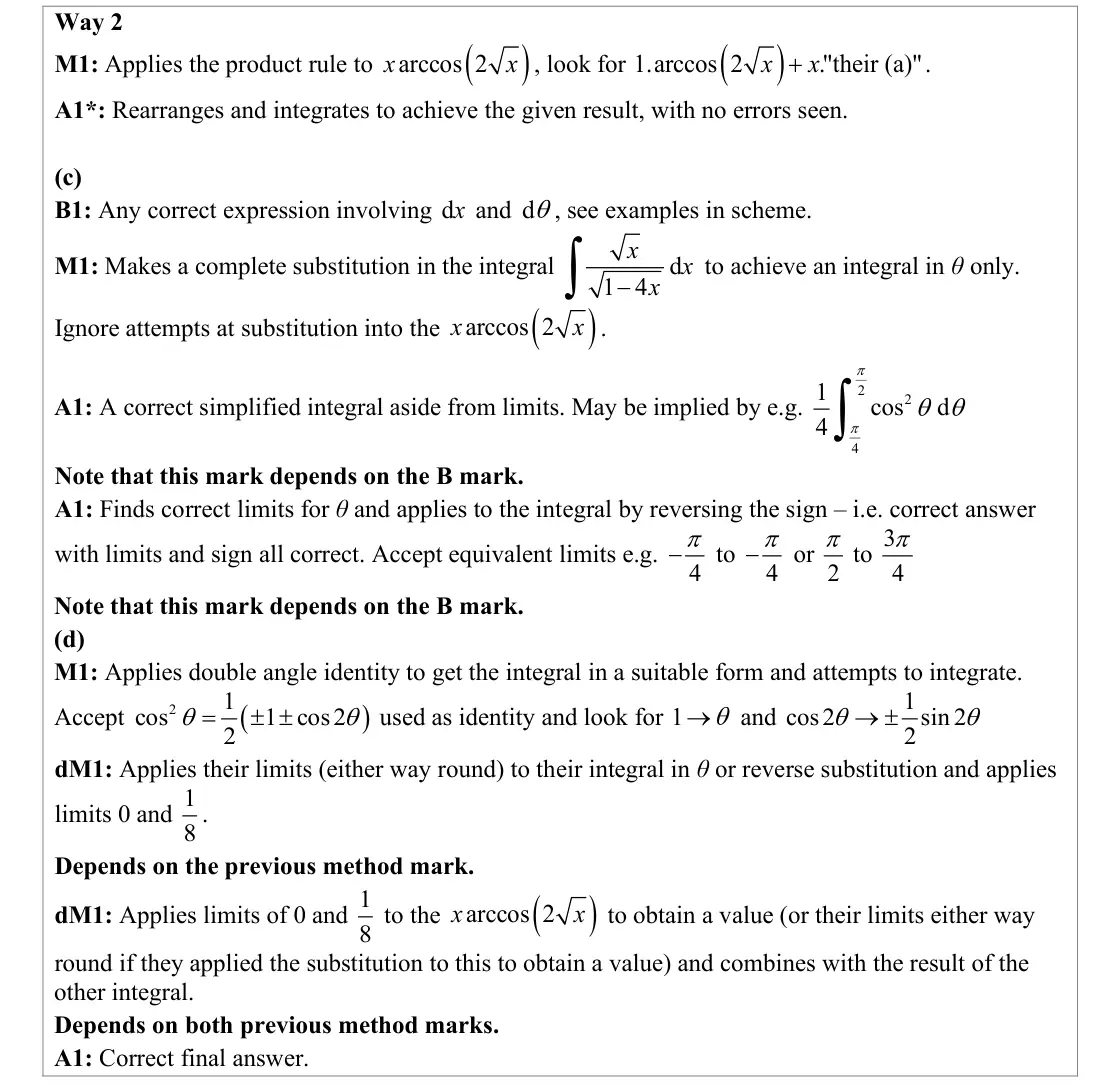 Way 2
M1: Applies the product rule to x arccos(2√x), look for 1.arccos(2√x)+ x."their (a)".
A1*: Rearranges and integrates to achieve the given result, with no errors seen.
(c)
B1: Any correct expression involving dx and dθ, see examples in scheme.
M1: Makes a complete substitution in the integral ∫ √x / √(1−4x) dx to achieve an integral in θ only.
Ignore attempts at substitution into the x arccos(2√x).
A1: A correct simplified integral aside from limits. May be implied by e.g. 1/4 ∫_{π/4}^{π/2} cos² θ dθ
Note that this mark depends on the B mark.
A1: Finds correct limits for θ and applies to the integral by reversing the sign – i.e. correct answer
with limits and sign all correct. Accept equivalent limits e.g. −π/4 to −π/4 or π/2 to 3π/4
Note that this mark depends on the B mark.
(d)
M1: Applies double angle identity to get the integral in a suitable form and attempts to integrate.
Accept cos² θ = 1/2(±1±cos 2θ) used as identity and look for 1→θ and cos 2θ → ±1/2 sin 2θ
dM1: Applies their limits (either way round) to their integral in θ or reverse substitution and applies
limits 0 and 1/8.
Depends on the previous method mark.
dM1: Applies limits of 0 and 1/8 to the x arccos(2√x) to obtain a value (or their limits either way
round if they applied the substitution to this to obtain a value) and combines with the result of the
other integral.
Depends on both previous method marks.
A1: Correct final answer.